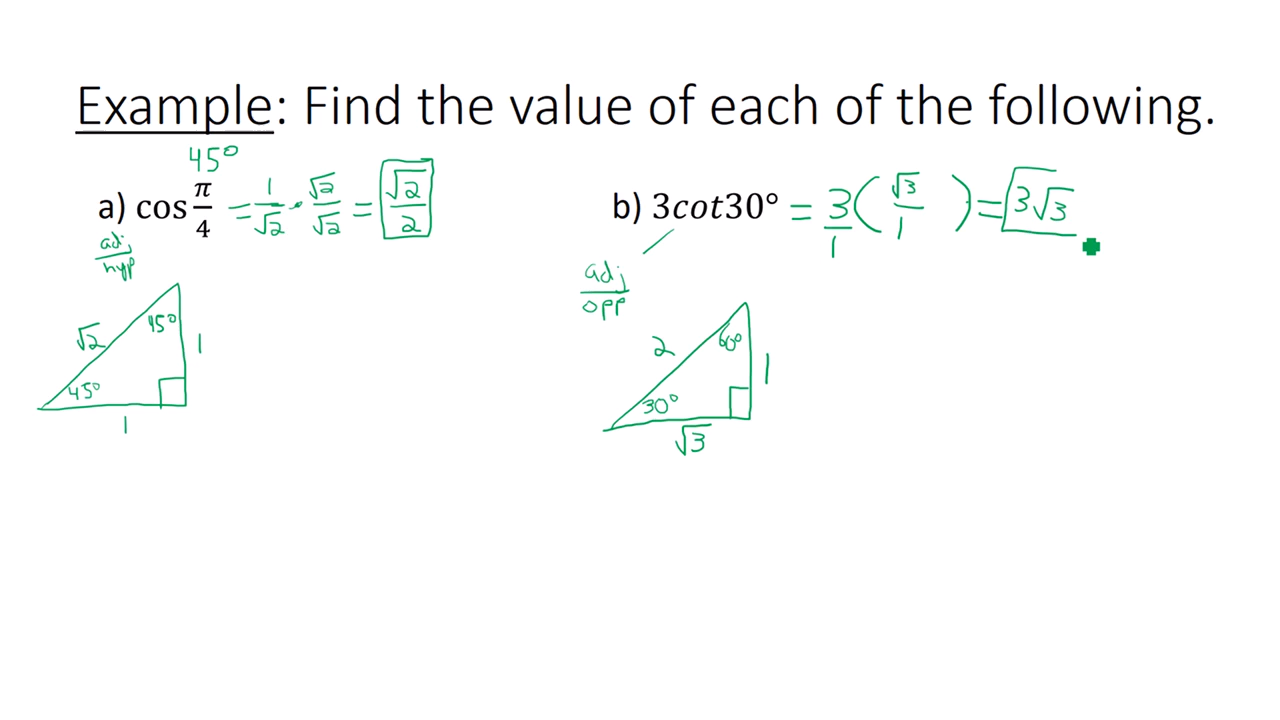 Example: Find the value of each of the following.
45°
a) cos π/4 = 1/√2 · √2/√2 = √2/2
adj/hyp
45°
√2
1
45°
1
b) 3cot30° = 3/1 (√3/1) = 3√3
adj/opp
60°
2
1
30°
√3